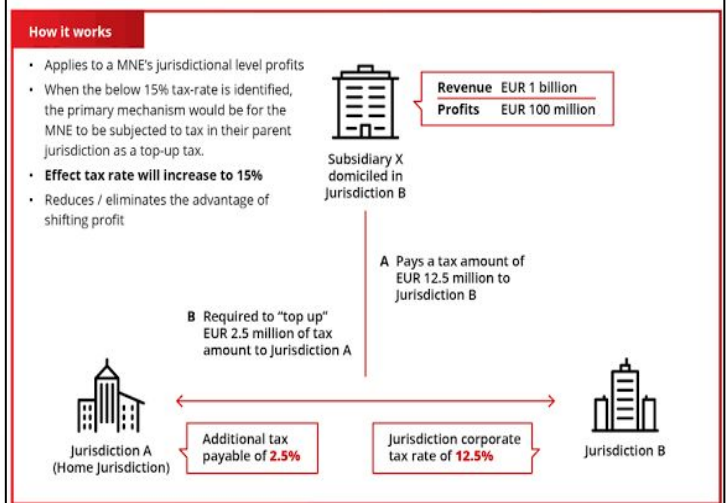 How it works
• Applies to a MNE's jurisdictional level profits
• When the below 15% tax-rate is identified,
the primary mechanism would be for the
MNE to be subjected to tax in their parent
jurisdiction as a top-up tax.
• Effect tax rate will increase to 15%
• Reduces / eliminates the advantage of
shifting profit
Revenue EUR 1 billion
Profits EUR 100 million
Subsidiary X
domiciled in
Jurisdiction B
A Pays a tax amount of
EUR 12.5 million to
Jurisdiction B
B Required to “top up”
EUR 2.5 million of tax
amount to Jurisdiction A
Jurisdiction A
(Home Jurisdiction)
Additional tax
payable of 2.5%
Jurisdiction corporate
tax rate of 12.5%
Jurisdiction B